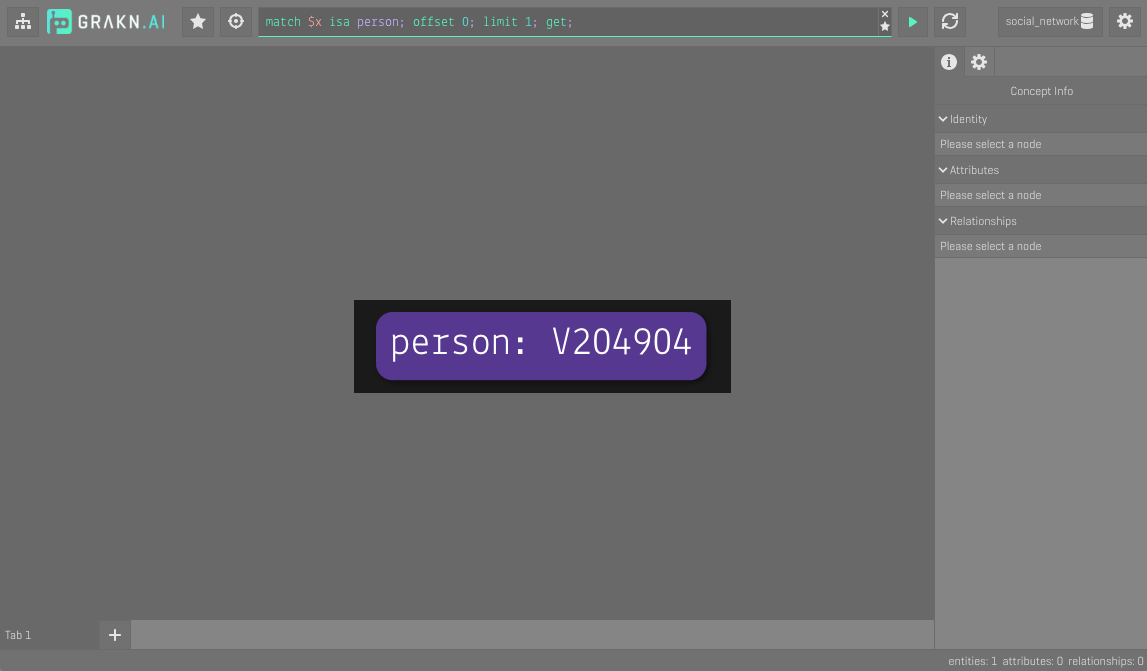 GRAKN.AI
match $x isa person; offset 0; limit 1; get;
social_network
Concept Info
Identity
Please select a node
Attributes
Please select a node
Relationships
Please select a node
person: V204904
Tab 1
entities: 1 attributes: 0 relationships: 0